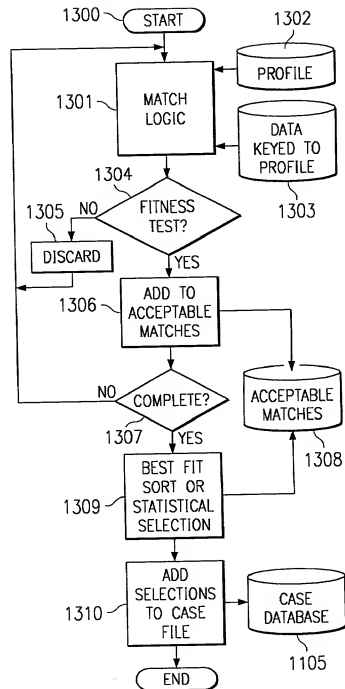 1300
START
1302
PROFILE
1301
MATCH
LOGIC
DATA
KEYED TO
PROFILE
1303
1304
FITNESS
TEST?
NO
1305
DISCARD
YES
1306
ADD TO
ACCEPTABLE
MATCHES
NO
COMPLETE?
1307
YES
ACCEPTABLE
MATCHES
1308
1309
BEST FIT
SORT OR
STATISTICAL
SELECTION
1310
ADD
SELECTIONS
TO CASE
FILE
CASE
DATABASE
1105
END